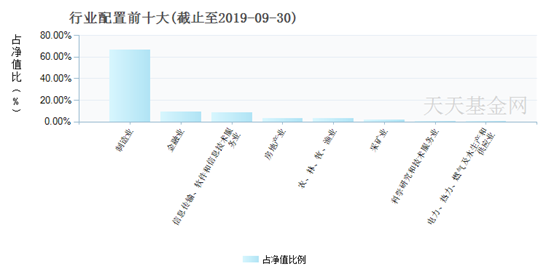 行业配置前十大(截止至2019-09-30)
占净值比（%）
80.00%
60.00%
40.00%
20.00%
0.00%
天天基金网
制造业
金融业
信息传输、软件和信息技术服
务业
房地产业
农、林、牧、渔业
采矿业
科学研究和技术服务业
电力、热力、燃气及水生产和
供应业
占净值比例